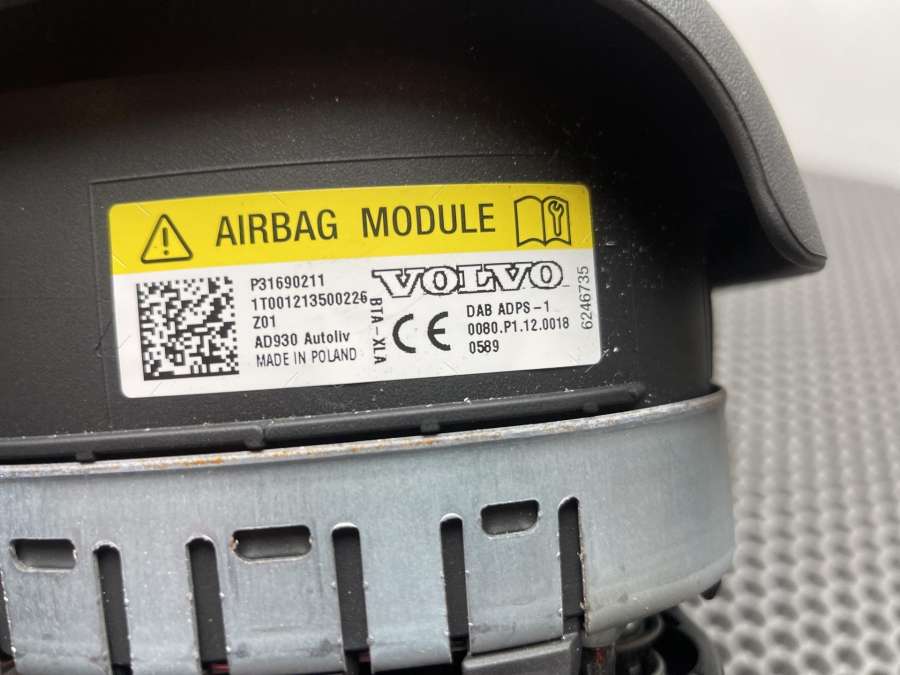 AIRBAG MODULE
P31690211
1T001213500226
Z01
AD930 Autoliv
MADE IN POLAND
BTA-XLA
VOLVO
CE
DAB ADPS-1
0080.P1.12.0018
0589
6246735